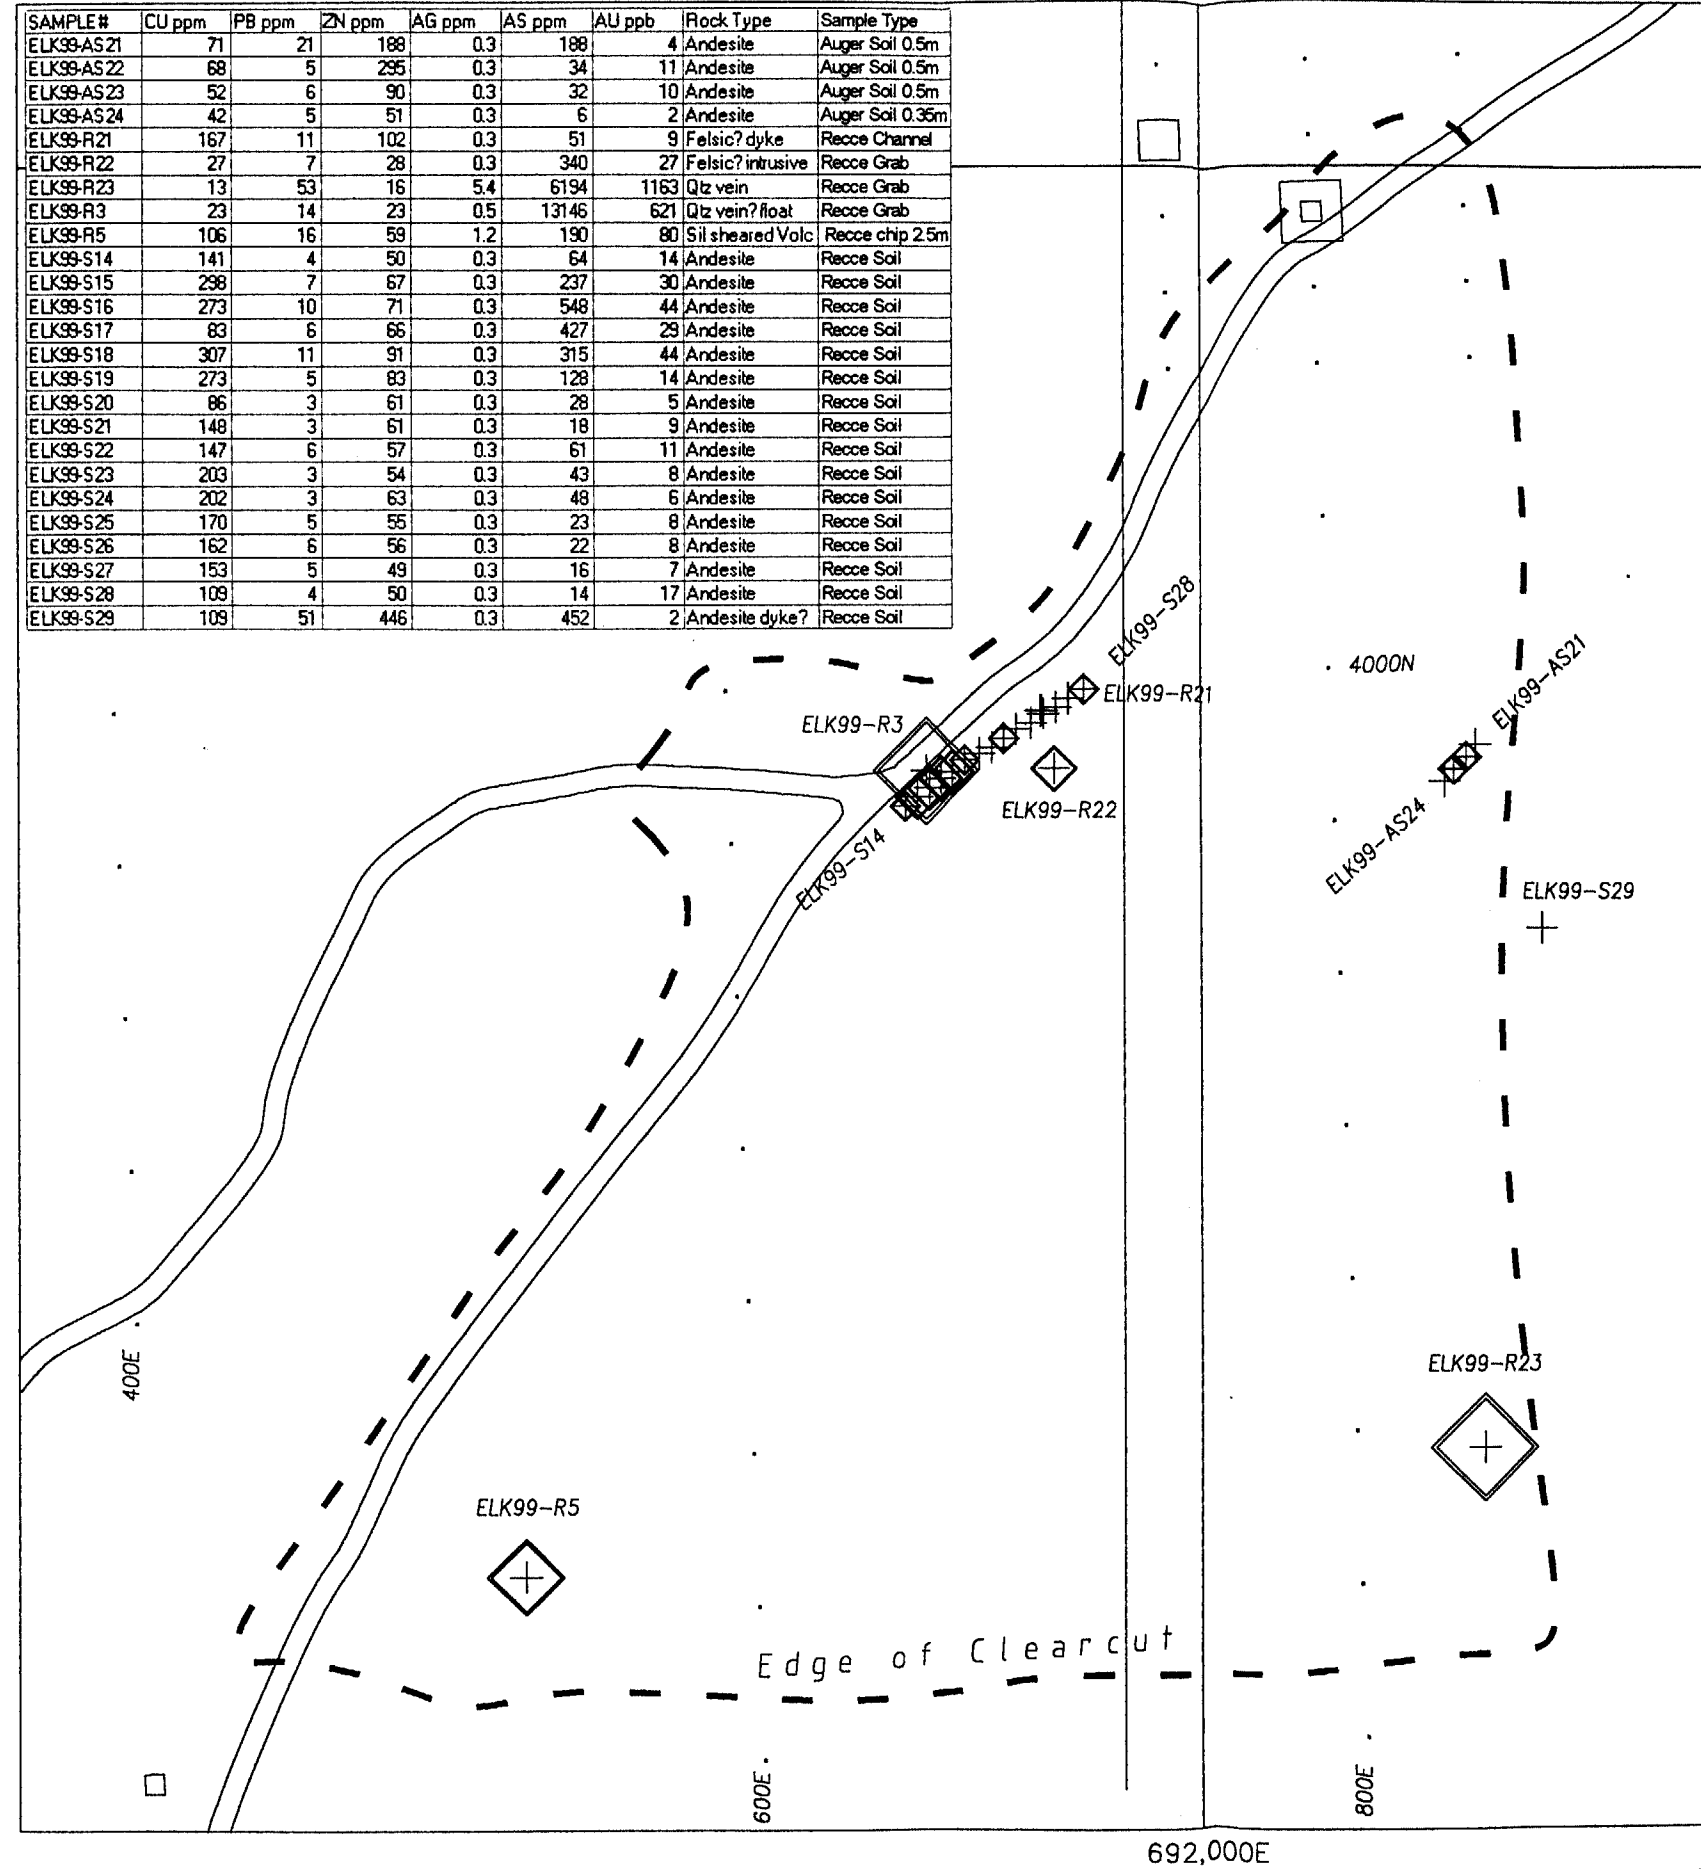 SAMPLE# CU ppm PB ppm ZN ppm AG ppm AS ppm AU ppb Rock Type Sample Type
ELK99-AS21 71 21 188 0.3 188 4 Andesite Auger Soil 0.5m
ELK99-AS22 68 5 295 0.3 34 11 Andesite Auger Soil 0.5m
ELK99-AS23 52 6 90 0.3 32 10 Andesite Auger Soil 0.5m
ELK99-AS24 42 5 51 0.3 6 2 Andesite Auger Soil 0.35m
ELK99-R21 167 11 102 0.3 51 9 Felsic? dyke Recce Channel
ELK99-R22 27 7 28 0.3 340 27 Felsic? intrusive Recce Grab
ELK99-R23 13 53 16 5.4 6194 1163 Qtz vein Recce Grab
ELK99-R3 23 14 23 0.5 13146 621 Qtz vein? float Recce Grab
ELK99-R5 106 16 59 1.2 190 80 Sil sheared Volc Recce chip 2.5m
ELK99-S14 141 4 50 0.3 64 14 Andesite Recce Soil
ELK99-S15 298 7 67 0.3 237 30 Andesite Recce Soil
ELK99-S16 273 10 71 0.3 548 44 Andesite Recce Soil
ELK99-S17 83 6 66 0.3 427 29 Andesite Recce Soil
ELK99-S18 307 11 91 0.3 315 44 Andesite Recce Soil
ELK99-S19 273 5 83 0.3 128 14 Andesite Recce Soil
ELK99-S20 86 3 61 0.3 28 5 Andesite Recce Soil
ELK99-S21 148 3 61 0.3 18 9 Andesite Recce Soil
ELK99-S22 147 6 57 0.3 61 11 Andesite Recce Soil
ELK99-S23 203 3 54 0.3 43 8 Andesite Recce Soil
ELK99-S24 202 3 63 0.3 48 6 Andesite Recce Soil
ELK99-S25 170 5 55 0.3 23 8 Andesite Recce Soil
ELK99-S26 162 6 56 0.3 22 8 Andesite Recce Soil
ELK99-S27 153 5 49 0.3 16 7 Andesite Recce Soil
ELK99-S28 109 4 50 0.3 14 17 Andesite Recce Soil
ELK99-S29 109 51 446 0.3 452 2 Andesite dyke? Recce Soil
ELK99-S28
4000N
ELK99-AS21
ELK99-R21
ELK99-R3
ELK99-R22
ELK99-S14
ELK99-AS24
ELK99-S29
400E
ELK99-R23
ELK99-R5
Edge of Clearcut
600E
800E
692,000E